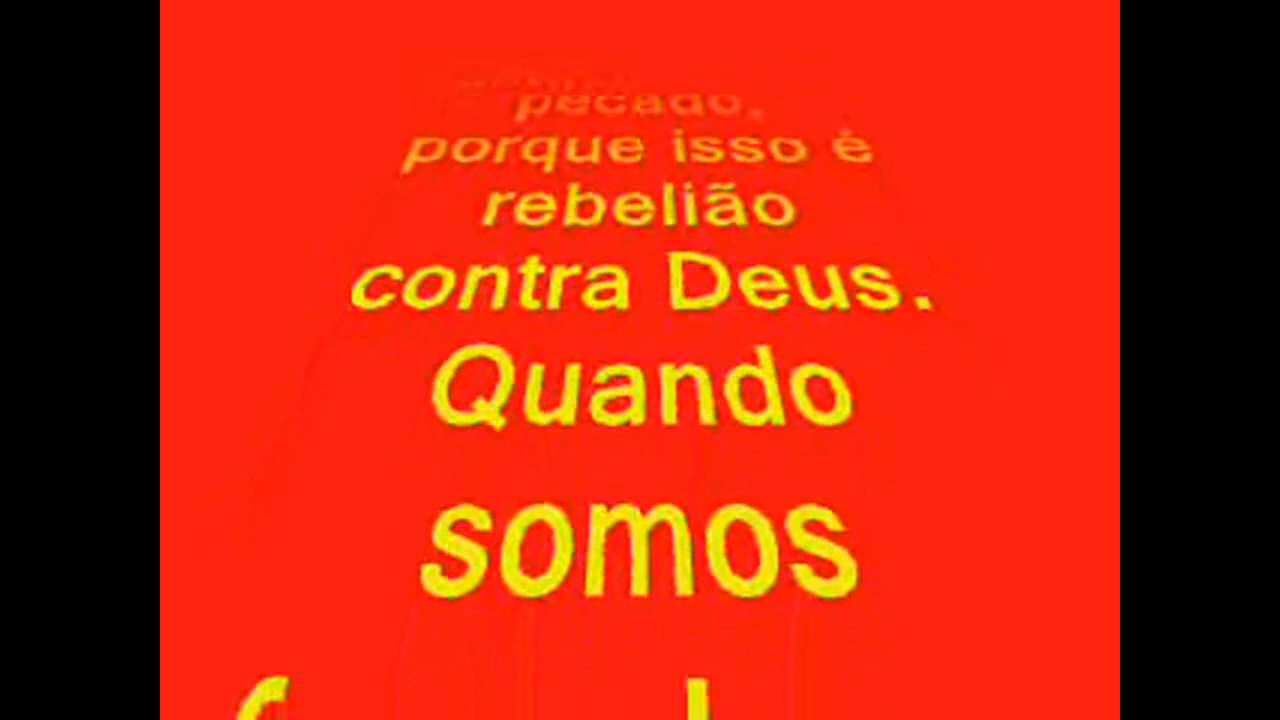 pecado,
porque isso é
rebelião
contra Deus.
Quando
somos